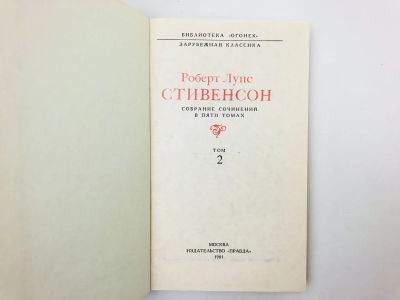 БИБЛИОТЕКА «ОГОНЕК»
ЗАРУБЕЖНАЯ КЛАССИКА
Роберт Луис
СТИВЕНСОН
СОБРАНИЕ СОЧИНЕНИЙ
В ПЯТИ ТОМАХ
ТОМ
2
МОСКВА
ИЗДАТЕЛЬСТВО «ПРАВДА»
1981